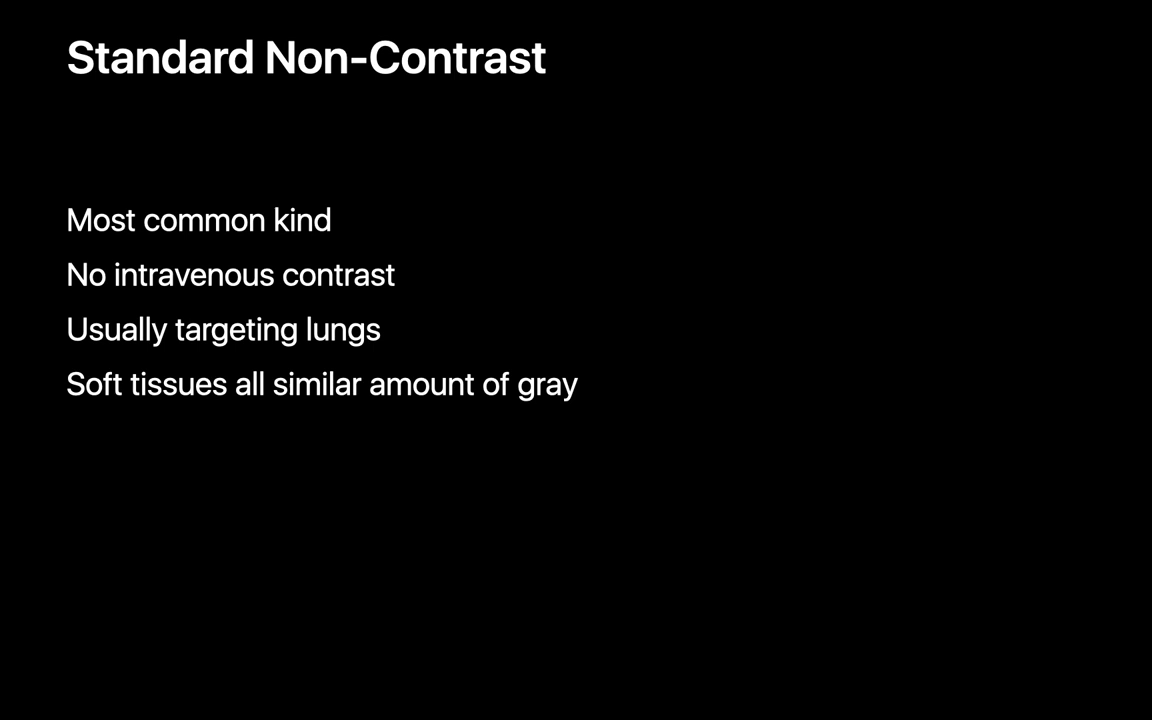 Standard Non-Contrast
Most common kind
No intravenous contrast
Usually targeting lungs
Soft tissues all similar amount of gray